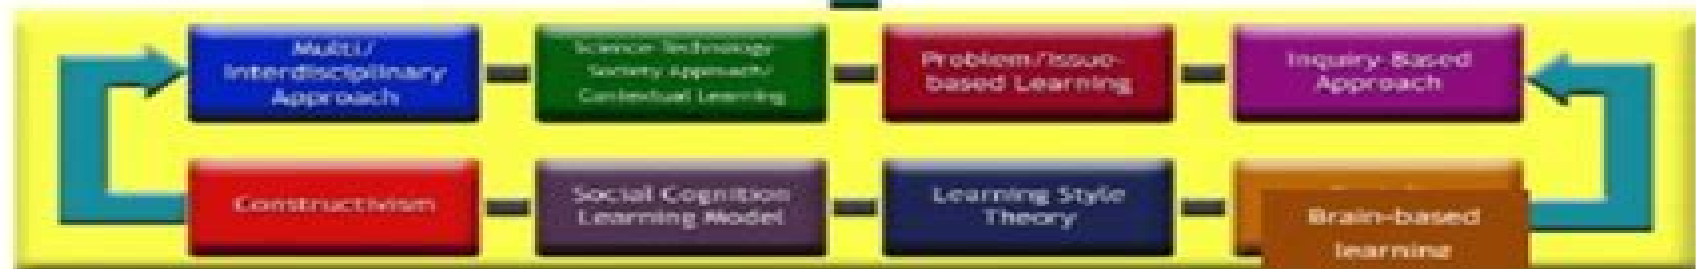 Multi/
Interdisciplinary
Approach
Science-Technology-
Society Approach/
Contextual Learning
Problem/Issue-
based Learning
Inquiry-Based
Approach
Constructivism
Social Cognition
Learning Model
Learning Style
Theory
Brain-based
learning